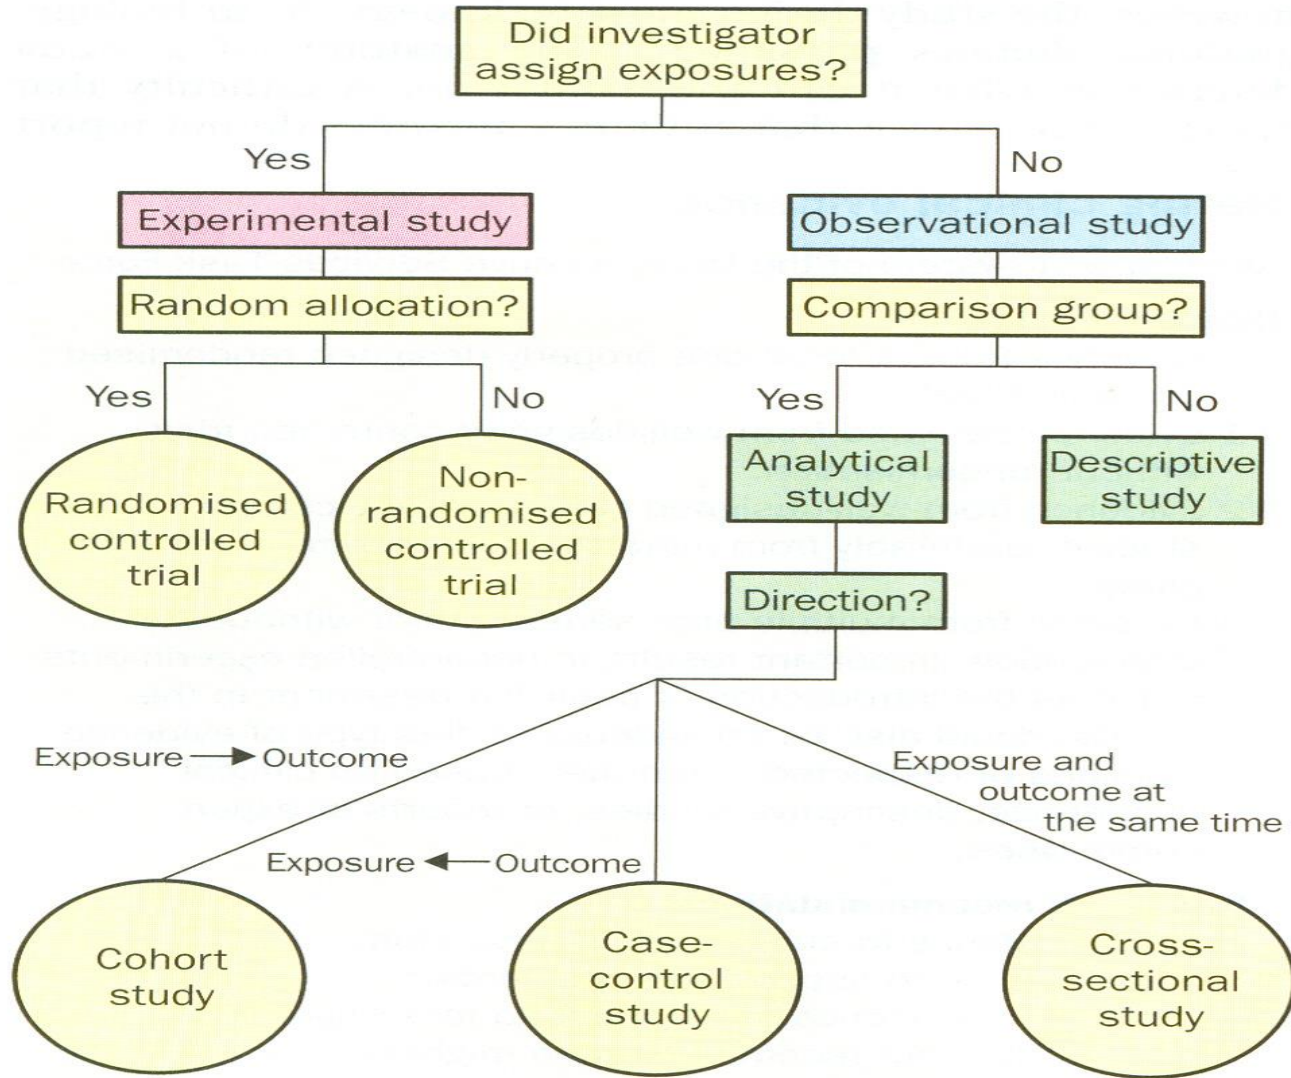 Did investigator
assign exposures?
Yes
No
Experimental study
Observational study
Random allocation?
Comparison group?
Yes
No
Yes
No
Randomised
controlled
trial
Non-
randomised
controlled
trial
Analytical
study
Descriptive
study
Direction?
Exposure → Outcome
Exposure ← Outcome
Exposure and
outcome at
the same time
Cohort
study
Case-
control
study
Cross-
sectional
study